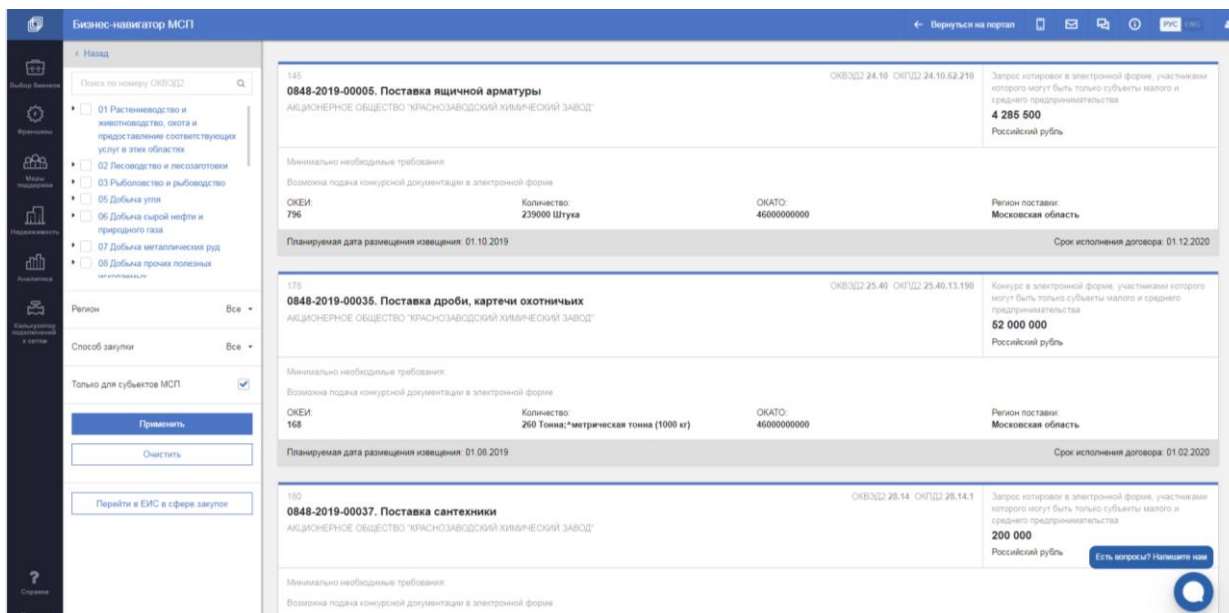 Бизнес-навигатор МСП
← Вернуться на портал
РУС ENG
Выбор бизнеса
Франшизы
Меры
поддержки
Недвижимость
Аналитика
Калькулятор
подключений
к сетям
?
Справка
< Назад
Поиск по номеру ОКВЭД2
01 Растениеводство и
животноводство, охота и
предоставление соответствующих
услуг в этих областях
02 Лесоводство и лесозаготовки
03 Рыболовство и рыбоводство
05 Добыча угля
06 Добыча сырой нефти и
природного газа
07 Добыча металлических руд
08 Добыча прочих полезных
ископаемых
Регион Все
Способ закупки Все
Только для субъектов МСП
Применить
Очистить
Перейти в ЕИС в сфере закупок
145
ОКВЭД2 24.10 ОКПД2 24.10.62.210
0848-2019-00005. Поставка ящичной арматуры
АКЦИОНЕРНОЕ ОБЩЕСТВО "КРАСНОЗАВОДСКИЙ ХИМИЧЕСКИЙ ЗАВОД"
Запрос котировок в электронной форме, участниками
которого могут быть только субъекты малого и
среднего предпринимательства
4 285 500
Российский рубль
Минимально необходимые требования:
Возможна подача конкурсной документации в электронной форме
ОКЕИ: Количество: ОКАТО: Регион поставки:
796 239000 Штука 46000000000 Московская область
Планируемая дата размещения извещения: 01.10.2019 Срок исполнения договора: 01.12.2020
178
ОКВЭД2 25.40 ОКПД2 25.40.13.190
0848-2019-00035. Поставка дроби, картечи охотничьих
АКЦИОНЕРНОЕ ОБЩЕСТВО "КРАСНОЗАВОДСКИЙ ХИМИЧЕСКИЙ ЗАВОД"
Конкурс в электронной форме, участниками которого
могут быть только субъекты малого и среднего
предпринимательства
52 000 000
Российский рубль
Минимально необходимые требования:
Возможна подача конкурсной документации в электронной форме
ОКЕИ: Количество: ОКАТО: Регион поставки:
168 260 Тонна;^метрическая тонна (1000 кг) 46000000000 Московская область
Планируемая дата размещения извещения: 01.08.2019 Срок исполнения договора: 01.02.2020
180
ОКВЭД2 28.14 ОКПД2 28.14.1
0848-2019-00037. Поставка сантехники
АКЦИОНЕРНОЕ ОБЩЕСТВО "КРАСНОЗАВОДСКИЙ ХИМИЧЕСКИЙ ЗАВОД"
Запрос котировок в электронной форме, участниками
которого могут быть только субъекты малого и
среднего предпринимательства
200 000
Российский рубль
Есть вопросы? Напишите нам
Минимально необходимые требования:
Возможна подача конкурсной документации в электронной форме